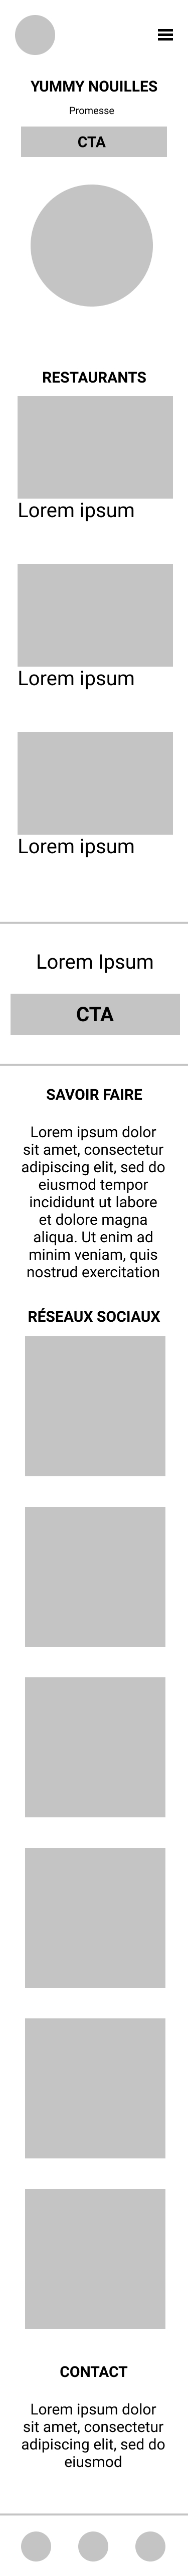 YUMMY NOUILLES
Promesse
CTA
RESTAURANTS
Lorem ipsum
Lorem ipsum
Lorem ipsum
Lorem Ipsum
CTA
SAVOIR FAIRE
Lorem ipsum dolor
sit amet, consectetur
adipiscing elit, sed do
eiusmod tempor
incididunt ut labore
et dolore magna
aliqua. Ut enim ad
minim veniam, quis
nostrud exercitation
RÉSEAUX SOCIAUX
CONTACT
Lorem ipsum dolor
sit amet, consectetur
adipiscing elit, sed do
eiusmod